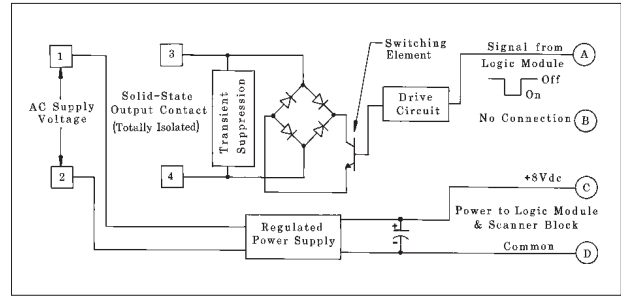 1
AC Supply
Voltage
2
3
Solid-State
Output Contact
(Totally Isolated)
4
Transient
Suppression
Switching
Element
Drive
Circuit
Signal from
Logic Module
Off
On
A
No Connection
B
+8Vdc
C
Power to Logic Module
& Scanner Block
Common
D
Regulated
Power Supply
+
-